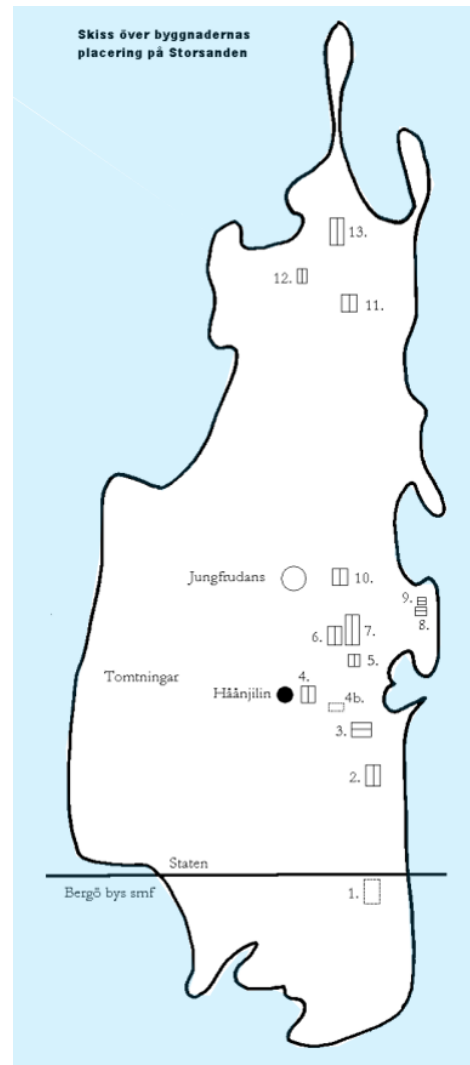 Skiss över byggnadernas
placering på Storsanden
13.
12.
11.
Jungfrudans
10.
9.
8.
7.
6.
5.
Tomtningar
4.
Häänjilin
4b.
3.
2.
Staten
Bergö bys smf
1.